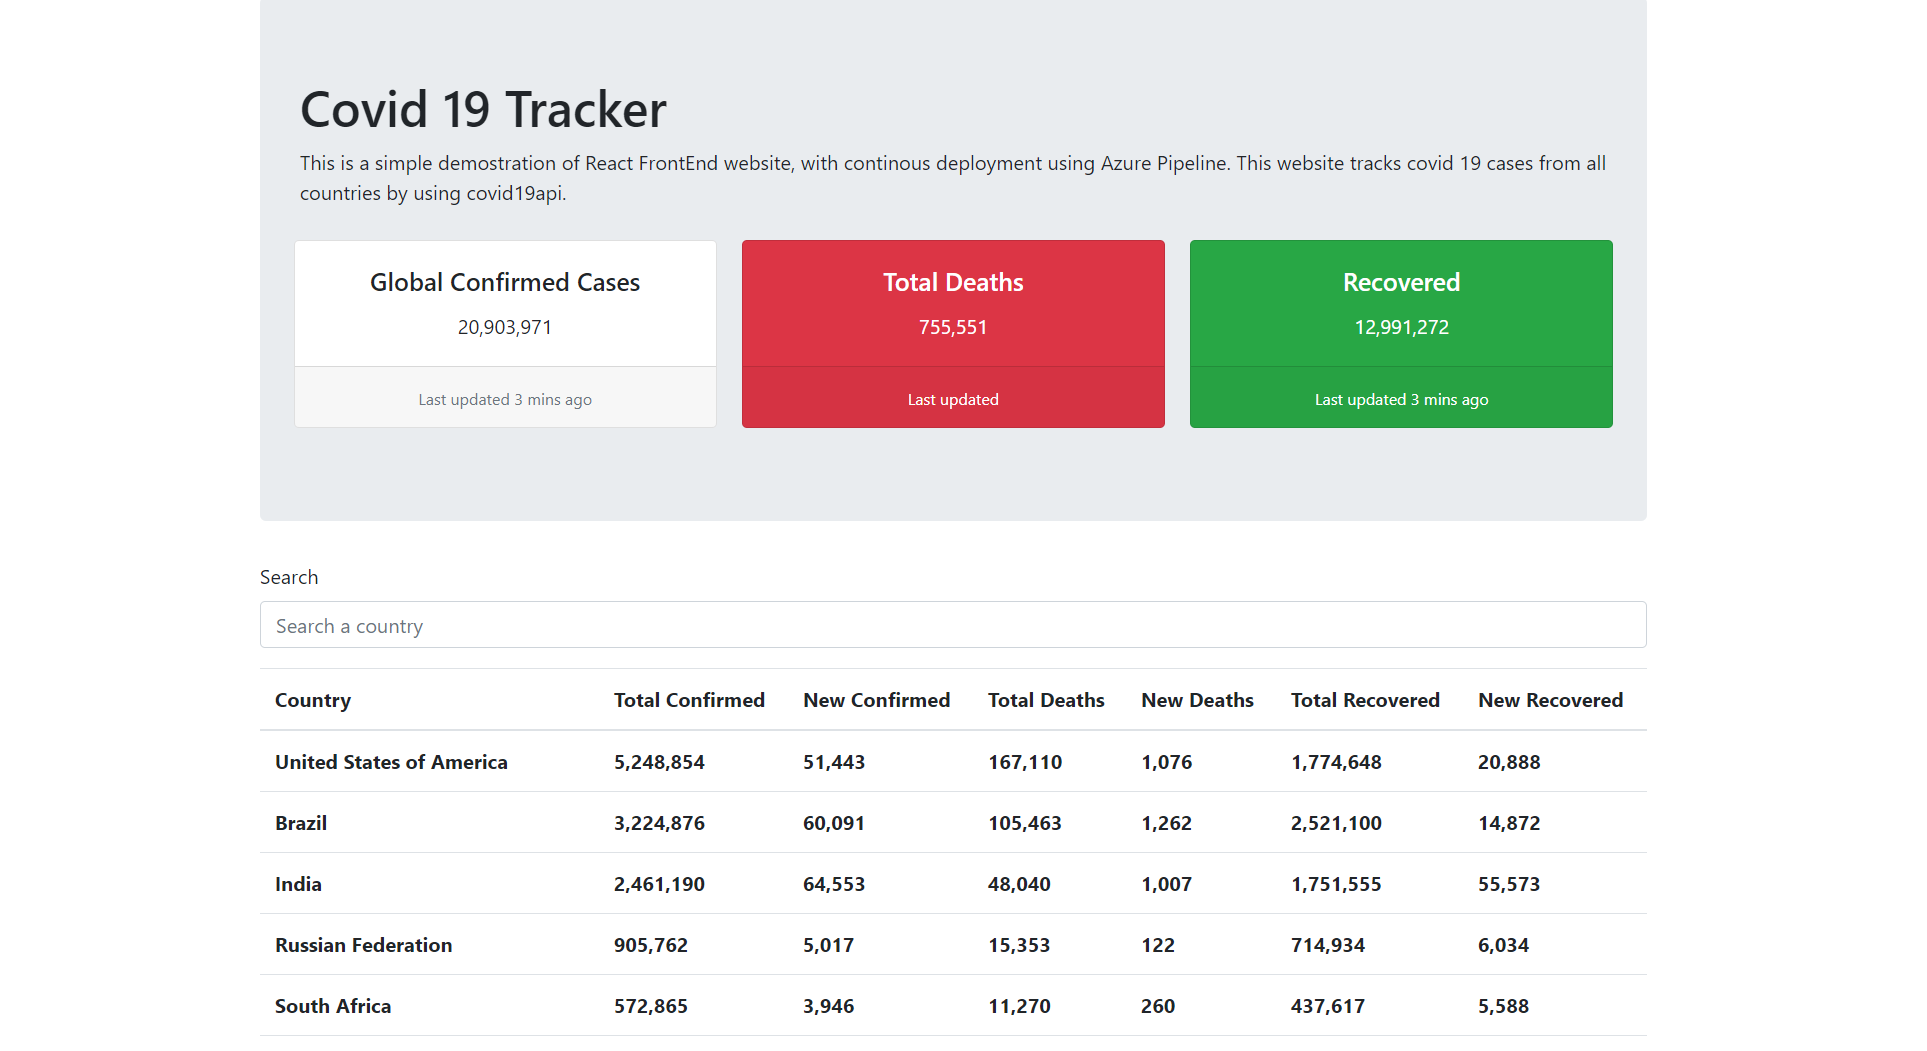 Covid 19 Tracker
This is a simple demostration of React FrontEnd website, with continous deployment using Azure Pipeline. This website tracks covid 19 cases from all
countries by using covid19api.
Global Confirmed Cases
20,903,971
Last updated 3 mins ago
Total Deaths
755,551
Last updated
Recovered
12,991,272
Last updated 3 mins ago
Search
Search a country
Country Total Confirmed New Confirmed Total Deaths New Deaths Total Recovered New Recovered
United States of America 5,248,854 51,443 167,110 1,076 1,774,648 20,888
Brazil 3,224,876 60,091 105,463 1,262 2,521,100 14,872
India 2,461,190 64,553 48,040 1,007 1,751,555 55,573
Russian Federation 905,762 5,017 15,353 122 714,934 6,034
South Africa 572,865 3,946 11,270 260 437,617 5,588